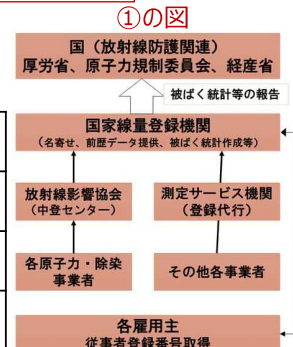 ①の図
国（放射線防護関連）
厚労省、原子力規制委員会、経産省
被ばく統計等の報告
国家線量登録機関
（名寄せ、前歴データ提供、被ばく統計作成等）
放射線影響協会
（中登センター）
測定サービス機関
（登録代行）
各原子力・除染
事業者
その他各事業者
各雇用主
従事者登録番号取得